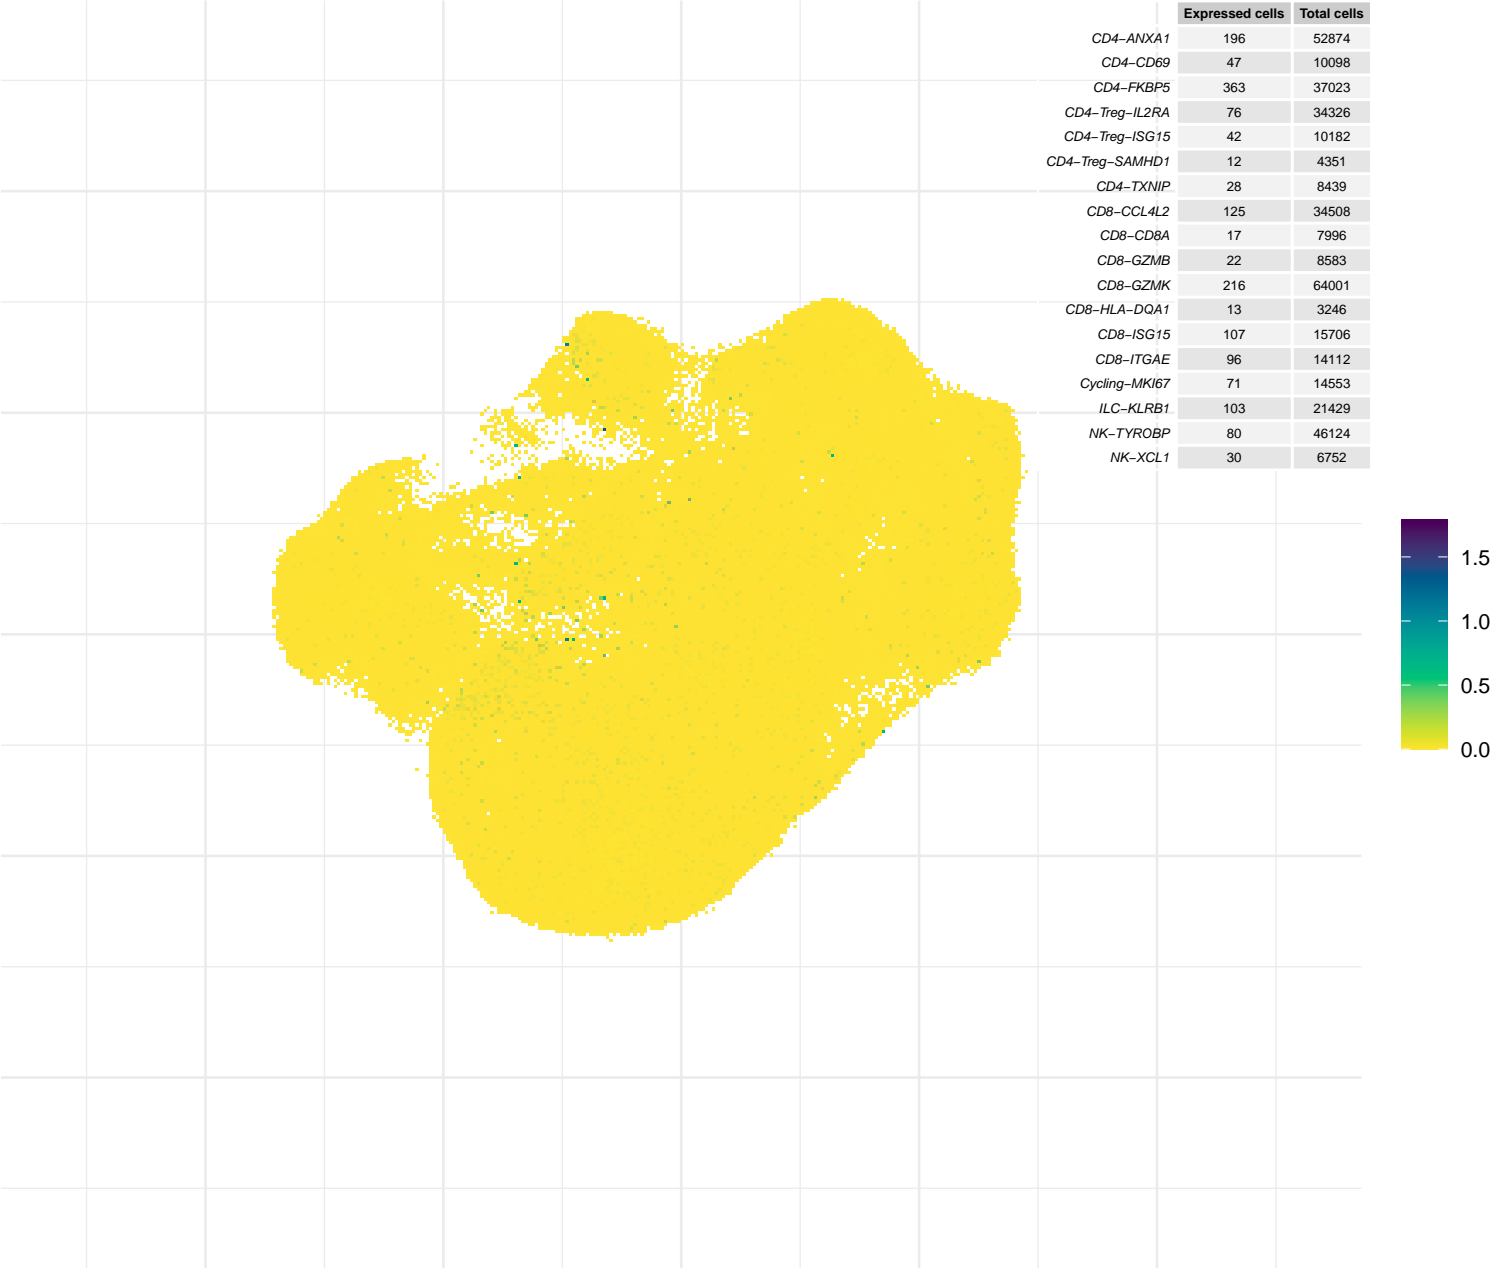 Expressed cells Total cells
CD4−ANXA1 196 52874
CD4−CD69 47 10098
CD4−FKBP5 363 37023
CD4−Treg−IL2RA 76 34326
CD4−Treg−ISG15 42 10182
CD4−Treg−SAMHD1 12 4351
CD4−TXNIP 28 8439
CD8−CCL4L2 125 34508
CD8−CD8A 17 7996
CD8−GZMB 22 8583
CD8−GZMK 216 64001
CD8−HLA−DQA1 13 3246
CD8−ISG15 107 15706
CD8−ITGAE 96 14112
Cycling−MKI67 71 14553
ILC−KLRB1 103 21429
NK−TYROBP 80 46124
NK−XCL1 30 6752
1.5
1.0
0.5
0.0